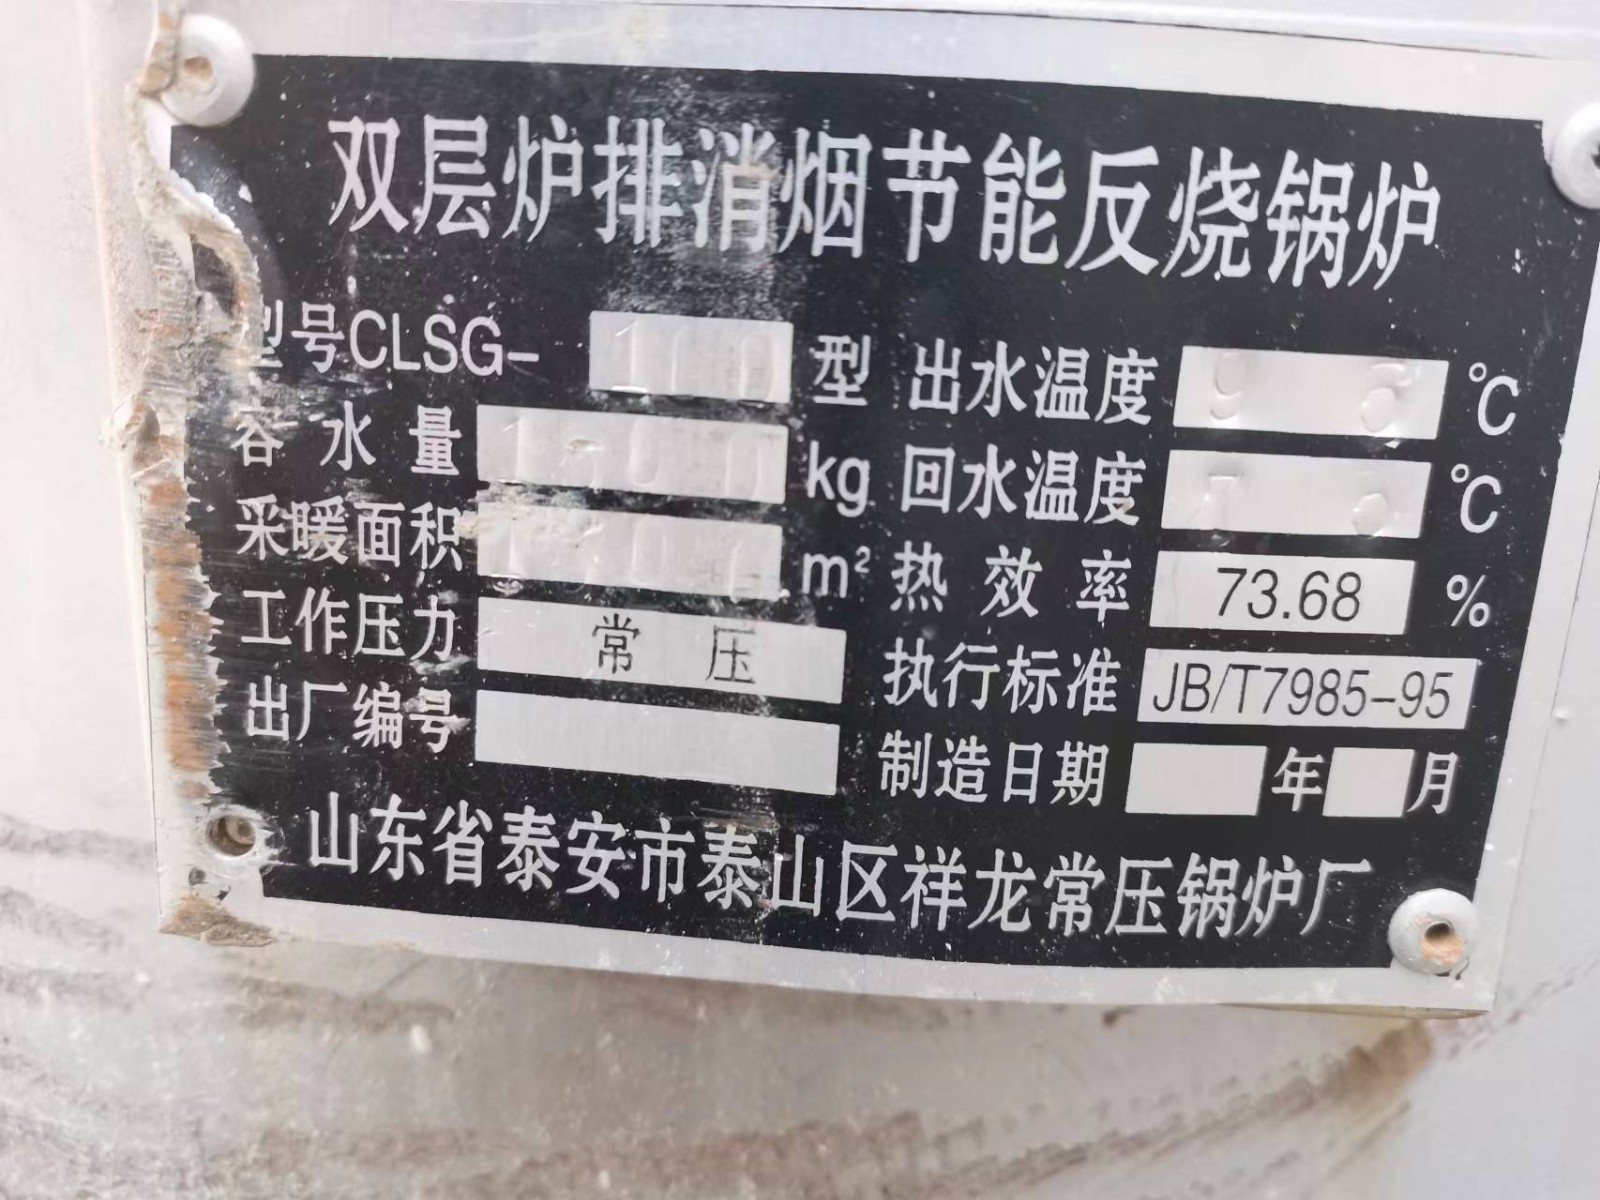 双层炉排消烟节能反烧锅炉
型号CLSG- 型 出水温度 ℃
容水量 kg 回水温度 ℃
采暖面积 m² 热效率 73.68 %
工作压力 常压 执行标准 JB/T7985-95
出厂编号 制造日期 年 月
山东省泰安市泰山区祥龙常压锅炉厂